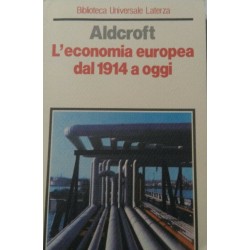 Biblioteca Universale Laterza
Aldcroft
L'economia europea
dal 1914 a oggi